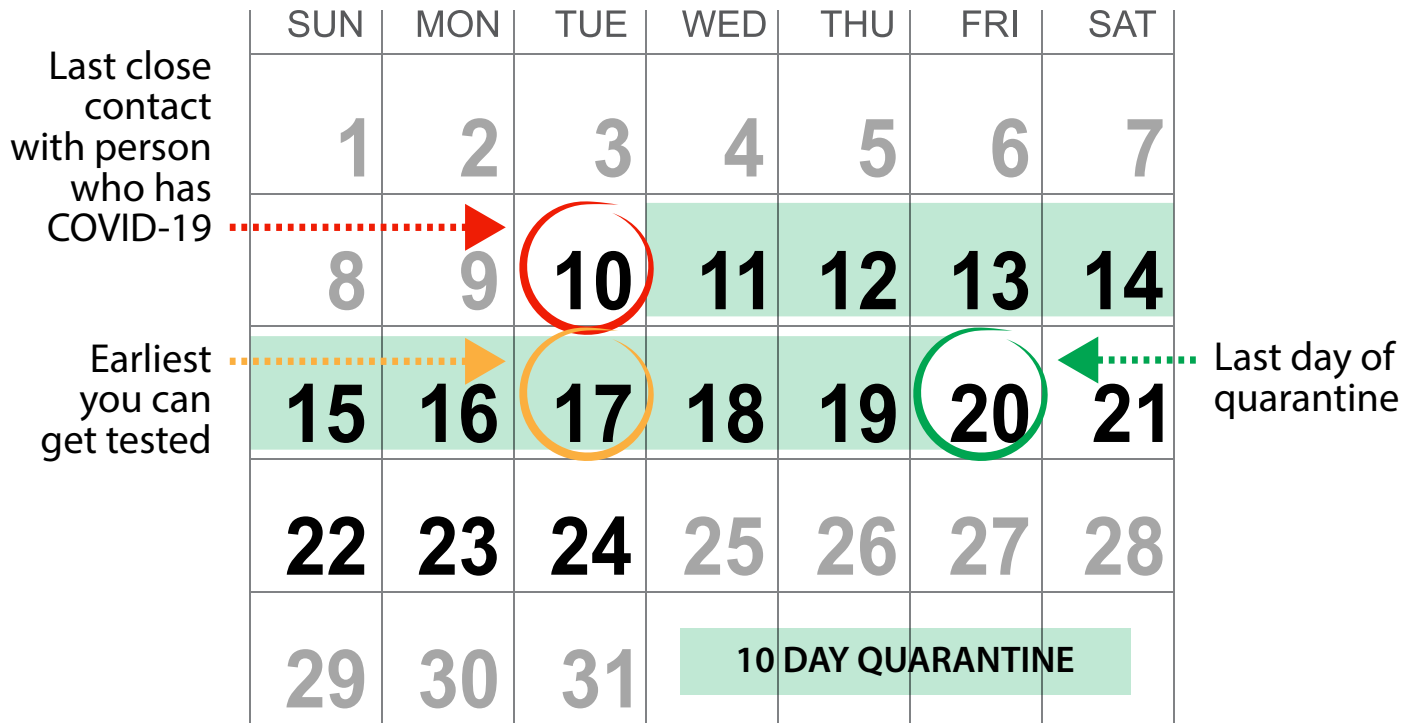 SUN MON TUE WED THU FRI SAT
Last close
contact
with person
who has
COVID-19
1 2 3 4 5 6 7
8 9 10 11 12 13 14
Earliest
you can
get tested
15 16 17 18 19 20 21
Last day of
quarantine
22 23 24 25 26 27 28
29 30 31
10 DAY QUARANTINE